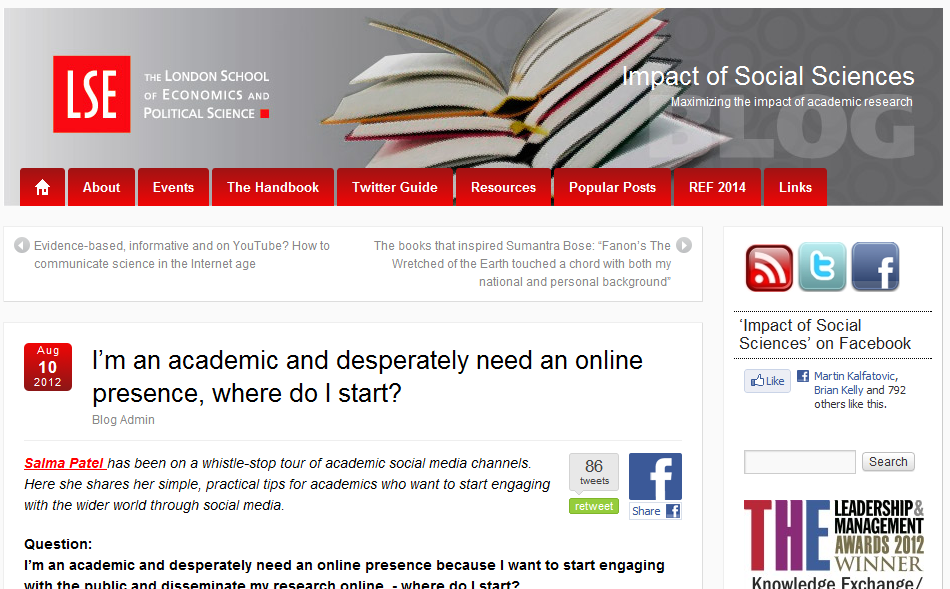 LSE
THE LONDON SCHOOL
OF ECONOMICS AND
POLITICAL SCIENCE
Impact of Social Sciences
Maximizing the impact of academic research
BLOG
About
Events
The Handbook
Twitter Guide
Resources
Popular Posts
REF 2014
Links
Evidence-based, informative and on YouTube? How to
communicate science in the Internet age
The books that inspired Sumantra Bose: “Fanon’s The
Wretched of the Earth touched a chord with both my
national and personal background”
Aug
10
2012
I’m an academic and desperately need an online
presence, where do I start?
Blog Admin
Salma Patel has been on a whistle-stop tour of academic social media channels.
Here she shares her simple, practical tips for academics who want to start engaging
with the wider world through social media.
86
tweets
retweet
f
Share f
Question:
I’m an academic and desperately need an online presence because I want to start engaging
with the public and disseminate my research online, - where do I start?
t
f
‘Impact of Social
Sciences’ on Facebook
Like
f
Martin Kalfatovic,
Brian Kelly and 792
others like this.
Search
THE LEADERSHIP &
MANAGEMENT
AWARDS 2012
WINNER
Knowledge Exchange/